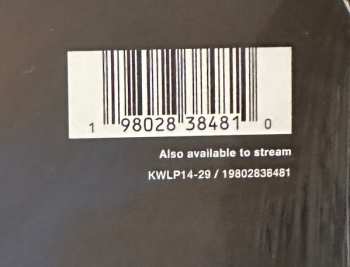 1 98028 38481 0
Also available to stream
KWLP14-29 / 19802838481